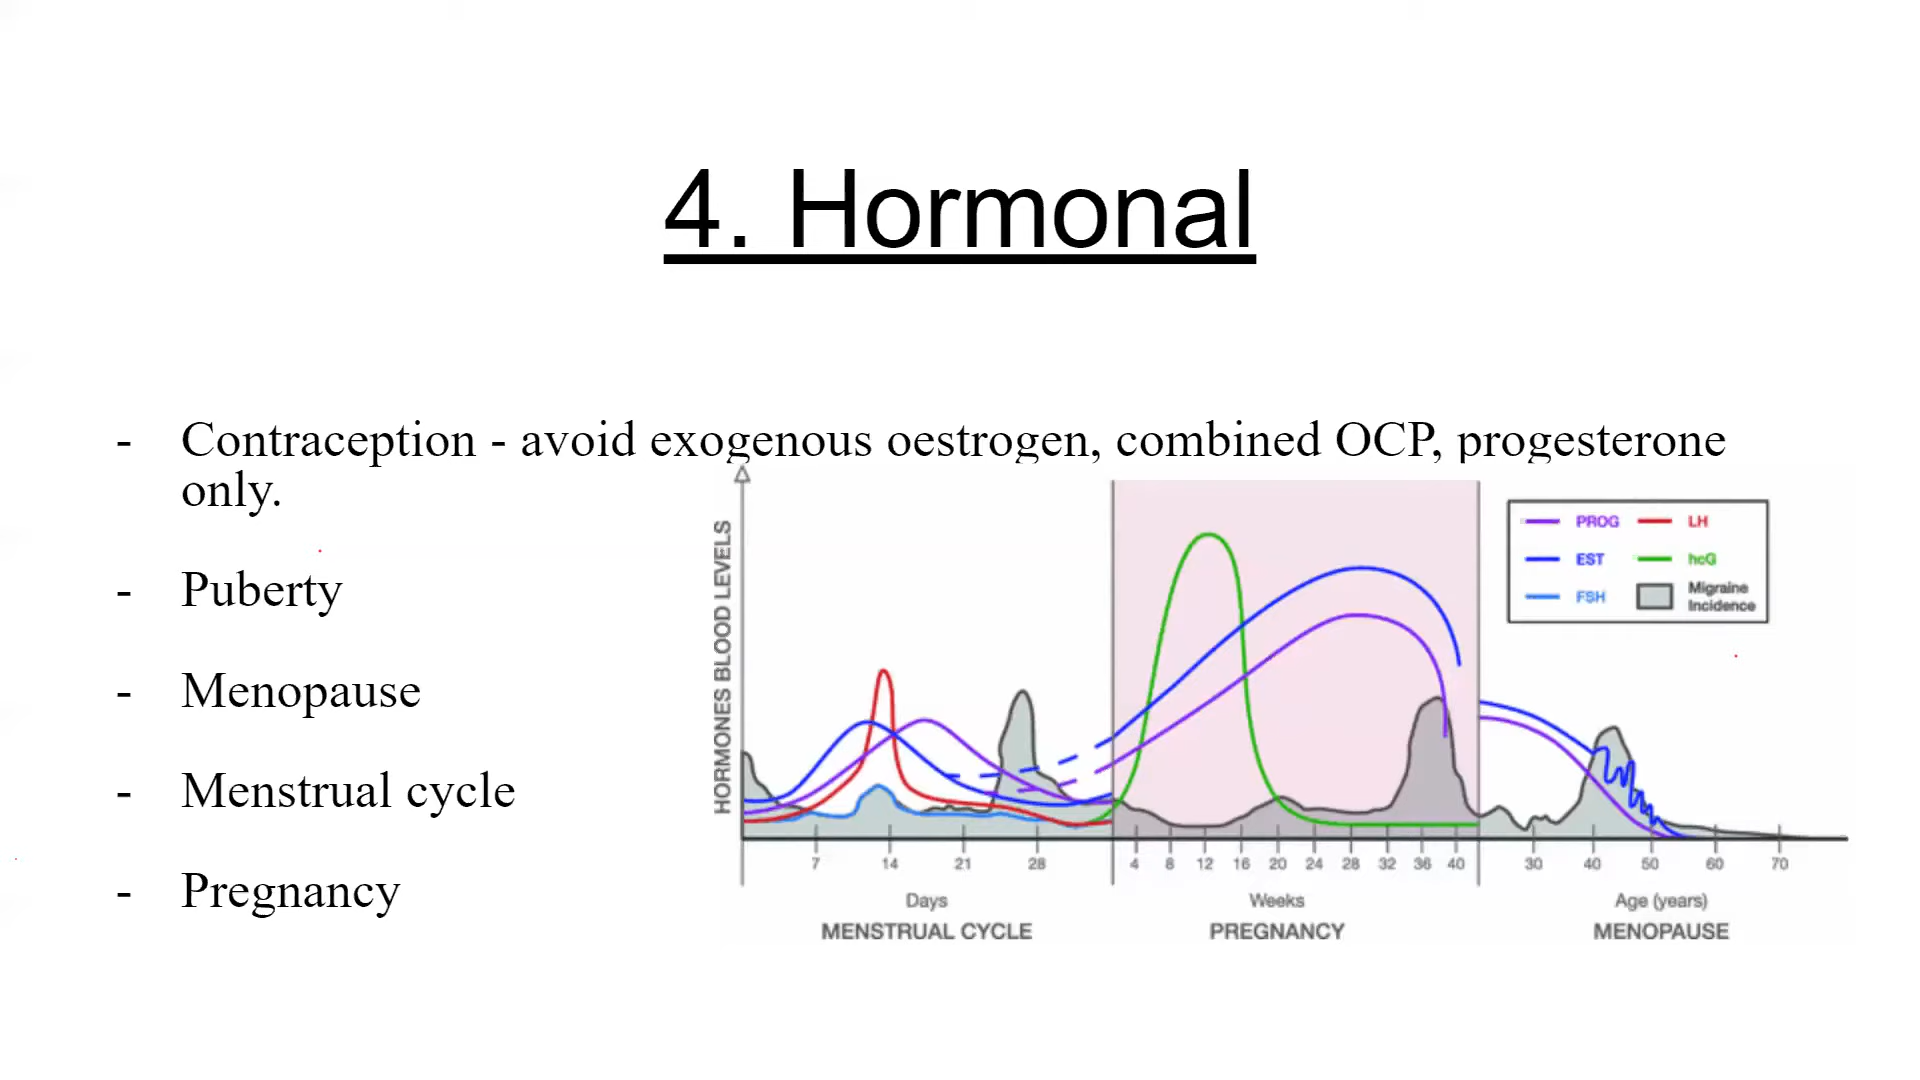 4. Hormonal
- Contraception - avoid exogenous oestrogen, combined OCP, progesterone
only.
- Puberty
- Menopause
- Menstrual cycle
- Pregnancy
HORMONES BLOOD LEVELS
PROG LH
EST hcG
FSH Migraine
Incidence
7 14 21 28 4 8 12 16 20 24 28 32 36 40 30 40 50 60 70
Days Weeks Age (years)
MENSTRUAL CYCLE PREGNANCY MENOPAUSE